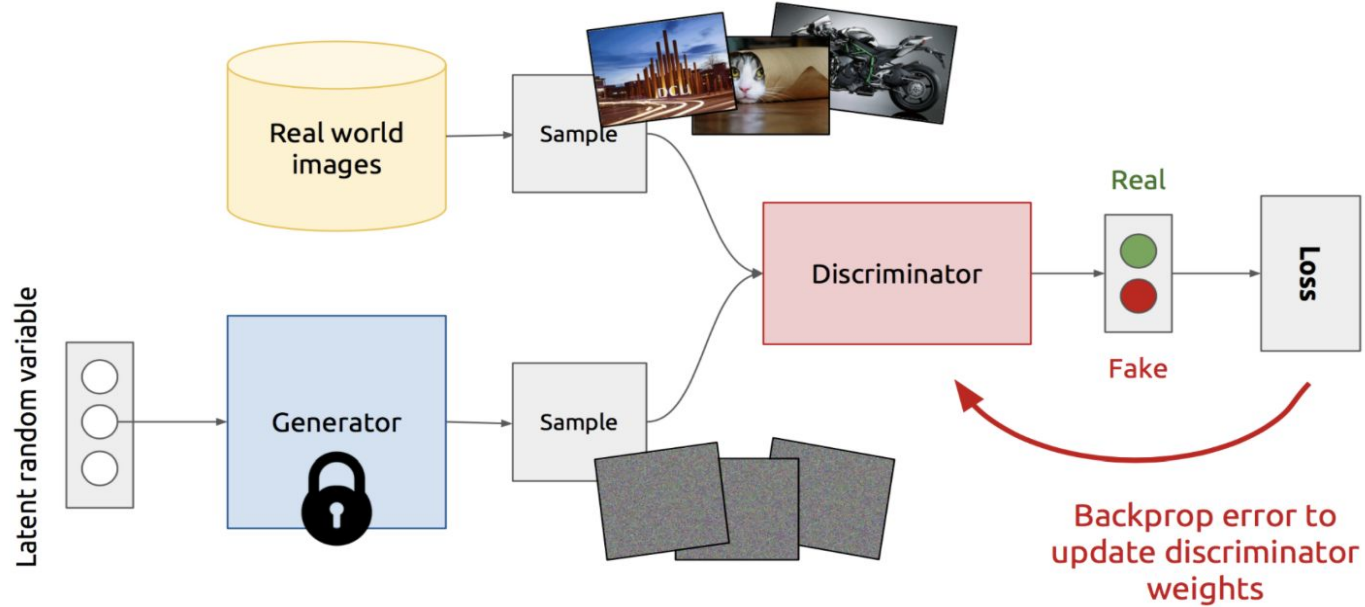 Real world
images
Sample
DCU
Real
Discriminator
Loss
Fake
Latent random variable
Generator
Sample
Backprop error to
update discriminator
weights